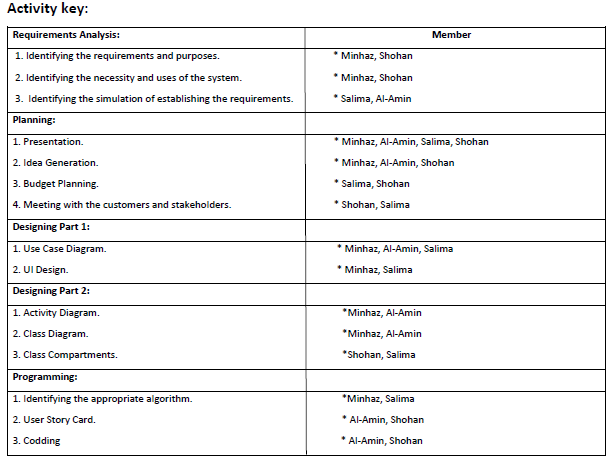 Activity key:
Requirements Analysis: Member
1. Identifying the requirements and purposes. * Minhaz, Shohan
2. Identifying the necessity and uses of the system. * Minhaz, Shohan
3. Identifying the simulation of establishing the requirements. * Salima, Al-Amin
Planning:
1. Presentation. * Minhaz, Al-Amin, Salima, Shohan
2. Idea Generation. * Minhaz, Al-Amin, Shohan
3. Budget Planning. * Salima, Shohan
4. Meeting with the customers and stakeholders. * Shohan, Salima
Designing Part 1:
1. Use Case Diagram. * Minhaz, Al-Amin, Salima
2. UI Design. * Minhaz, Salima
Designing Part 2:
1. Activity Diagram. *Minhaz, Al-Amin
2. Class Diagram. *Minhaz, Al-Amin
3. Class Compartments. *Shohan, Salima
Programming:
1. Identifying the appropriate algorithm. *Minhaz, Salima
2. User Story Card. * Al-Amin, Shohan
3. Codding * Al-Amin, Shohan